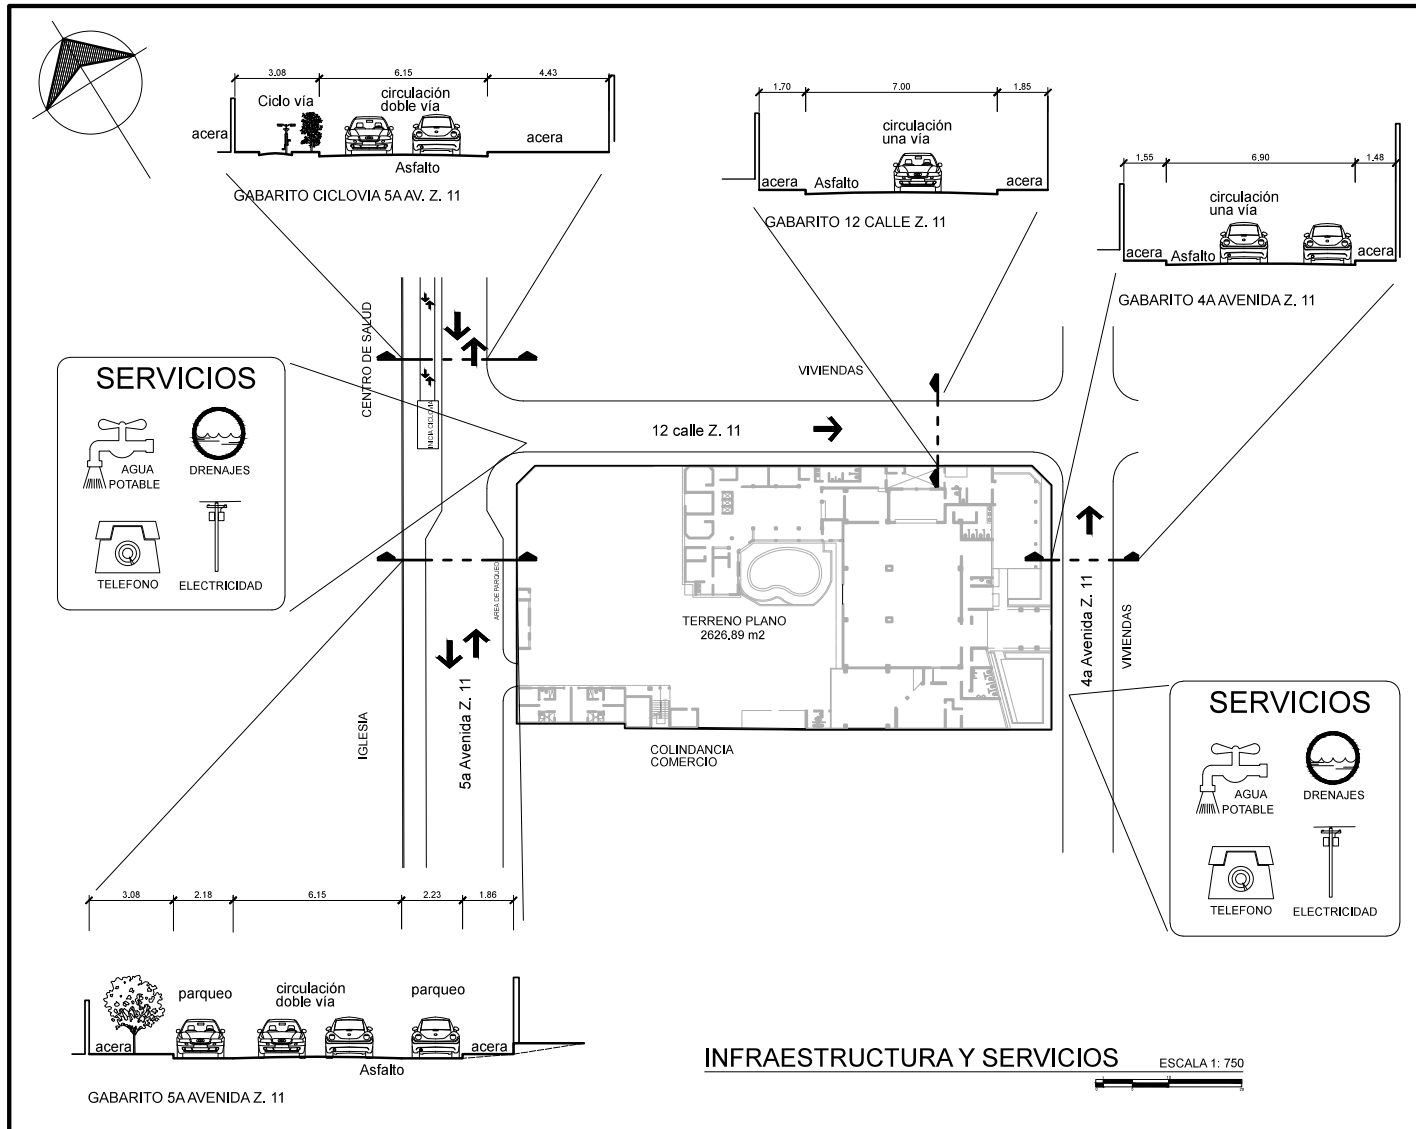 3.08 6.15 4.43
Ciclo vía
circulación
doble vía
acera
acera
Asfalto
GABARITO CICLOVIA 5A AV. Z. 11
1.70 7.00 1.85
circulación
una vía
acera
Asfalto
acera
GABARITO 12 CALLE Z. 11
1.55 6.90 1.48
circulación
una vía
acera
Asfalto
acera
GABARITO 4A AVENIDA Z. 11
SERVICIOS
AGUA
POTABLE
DRENAJES
TELEFONO
ELECTRICIDAD
CENTRO DE SALUD
INICIA CICLOVIA
VIVIENDAS
12 calle Z. 11
AREA DE PARQUEO
TERRENO PLANO
2626.89 m2
4a Avenida Z. 11
VIVIENDAS
IGLESIA
5a Avenida Z. 11
COLINDANCIA
COMERCIO
SERVICIOS
AGUA
POTABLE
DRENAJES
TELEFONO
ELECTRICIDAD
3.08 2.18 6.15 2.23 1.86
parqueo
circulación
doble vía
parqueo
acera
acera
Asfalto
GABARITO 5A AVENIDA Z. 11
INFRAESTRUCTURA Y SERVICIOS
ESCALA 1: 750